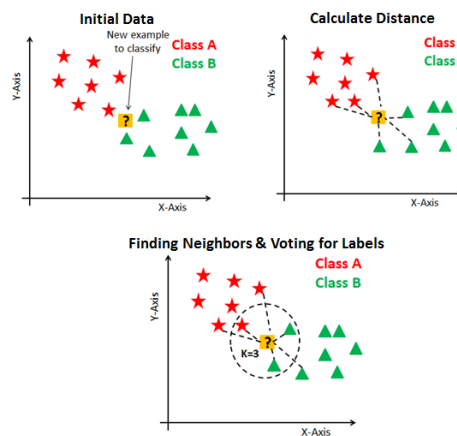 Initial Data
New example
to classify
Class A
Class B
?
Y-Axis
X-Axis
Calculate Distance
Class
Class
?
Y-Axis
X-Axis
Finding Neighbors & Voting for Labels
Class A
Class B
?
K=3
Y-Axis
X-Axis